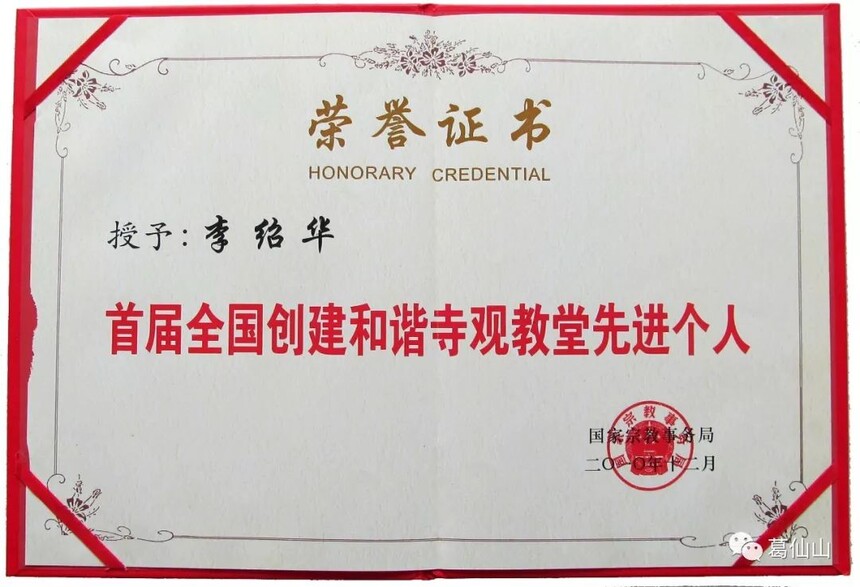 荣誉证书
HONORARY CREDENTIAL
授予：李绍华
首届全国创建和谐寺观教堂先进个人
国家宗教事务局
二〇一〇年十二月
葛仙山